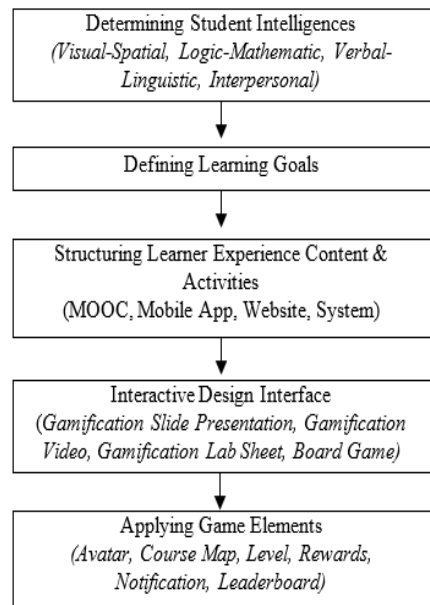 Determining Student Intelligences
(Visual-Spatial, Logic-Mathematic, Verbal-
Linguistic, Interpersonal)
Defining Learning Goals
Structuring Learner Experience Content &
Activities
(MOOC, Mobile App, Website, System)
Interactive Design Interface
(Gamification Slide Presentation, Gamification
Video, Gamification Lab Sheet, Board Game)
Applying Game Elements
(Avatar, Course Map, Level, Rewards,
Notification, Leaderboard)